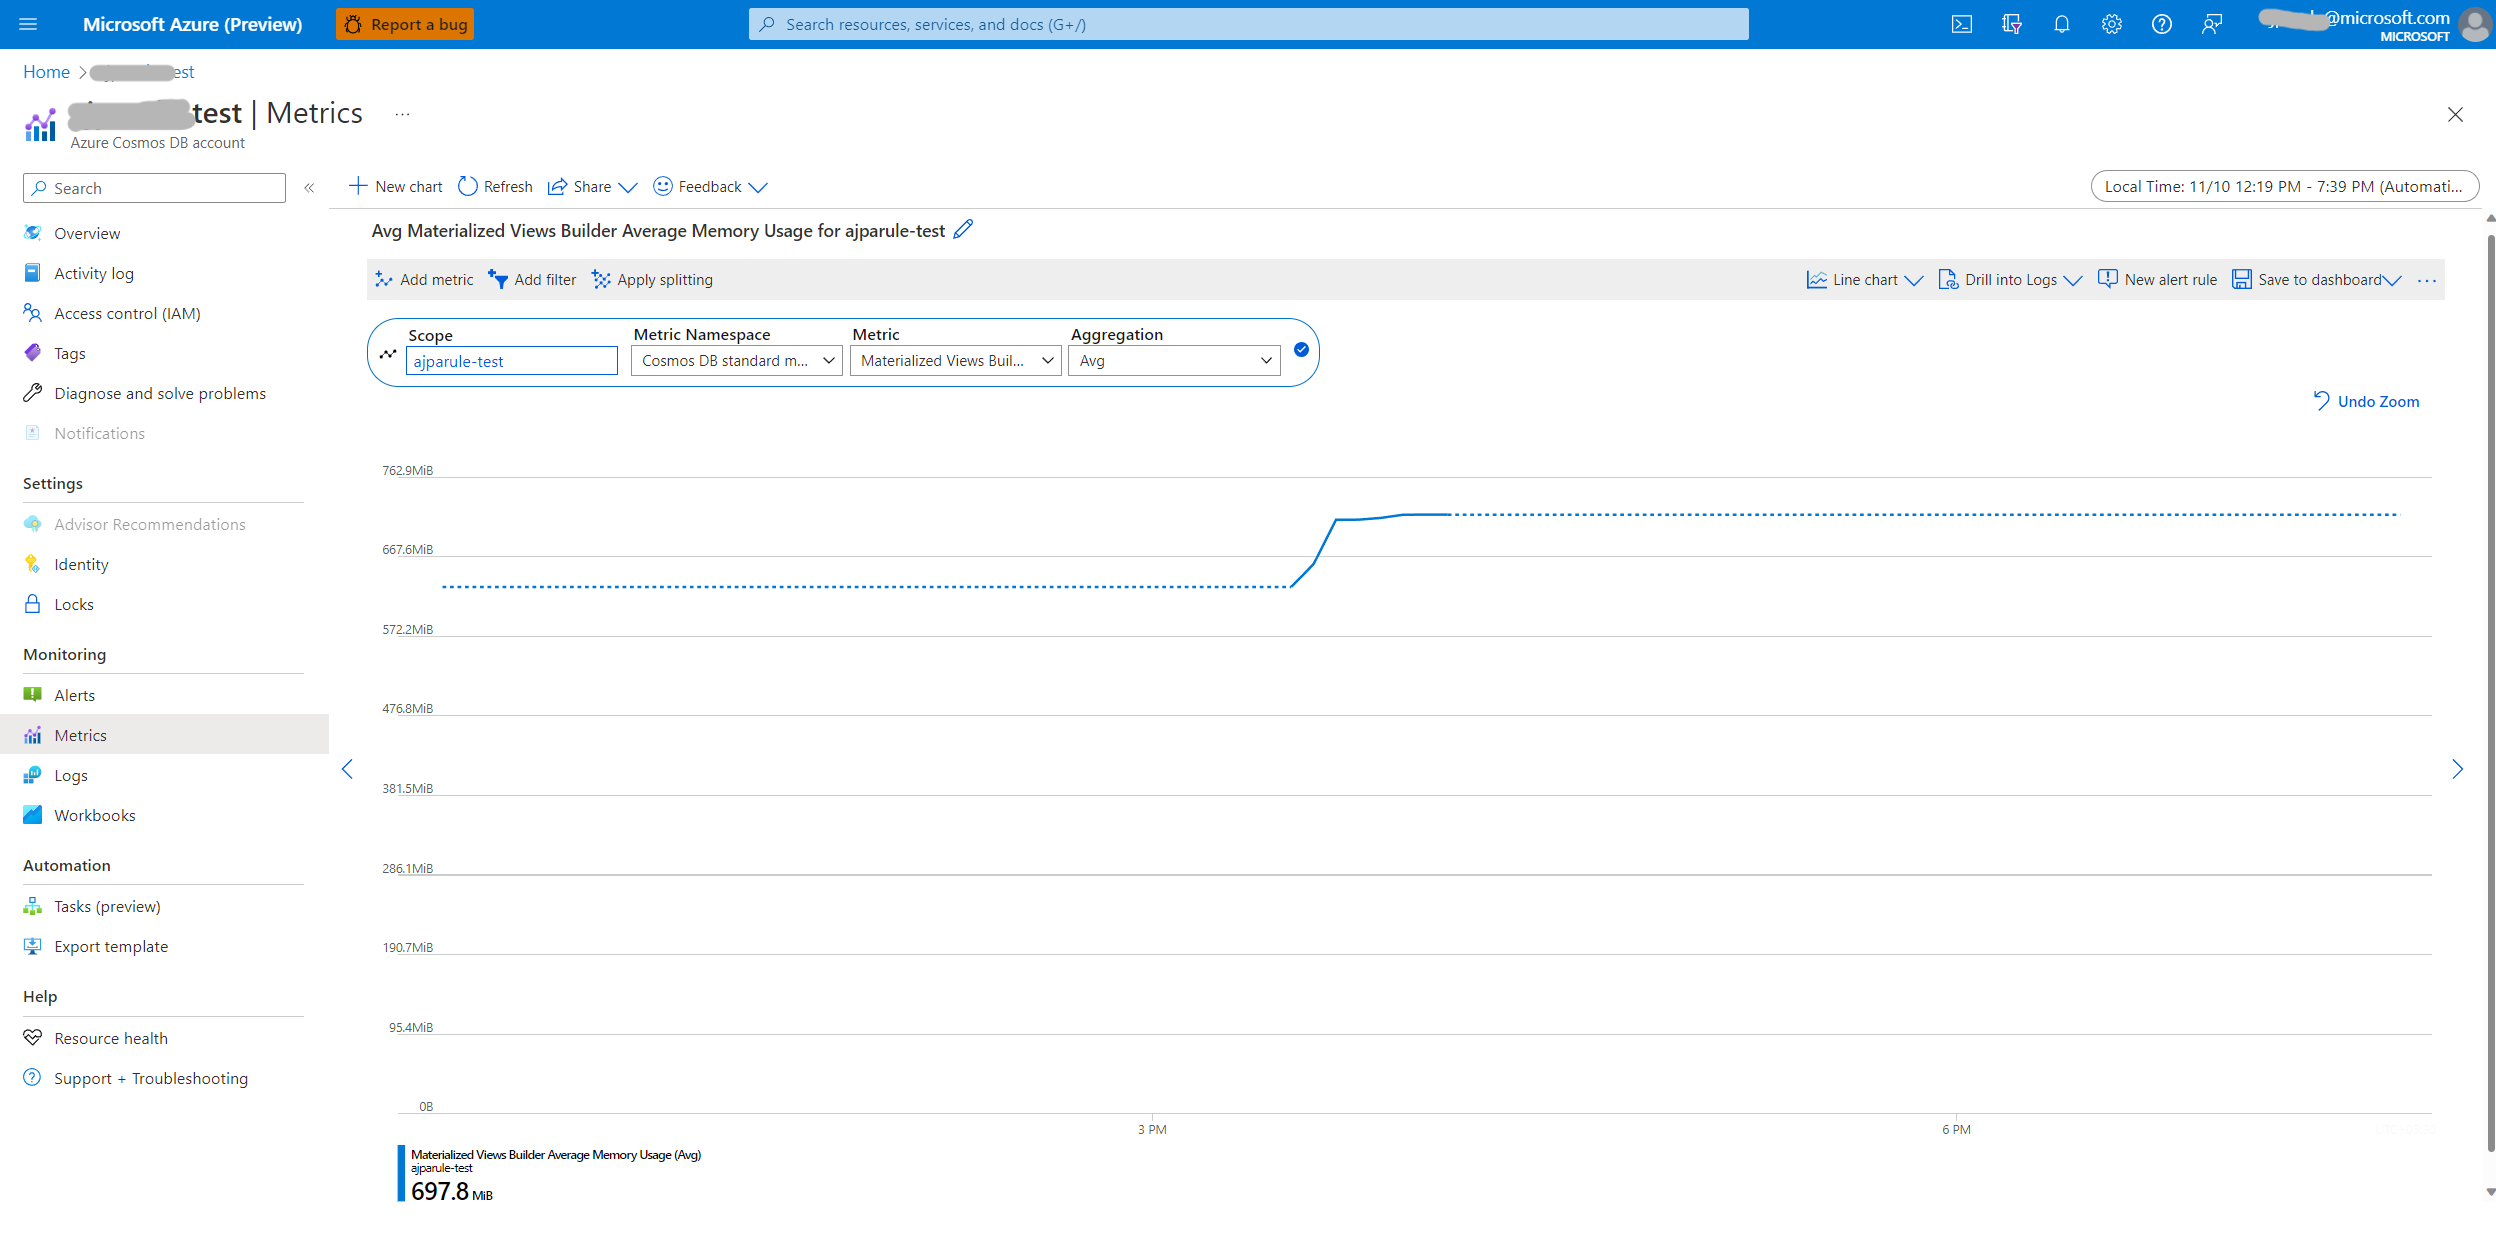 Microsoft Azure (Preview)
Report a bug
Search resources, services, and docs (G+/)
@microsoft.com
MICROSOFT
Home
est
test | Metrics
...
Azure Cosmos DB account
Search
«
New chart
Refresh
Share
Feedback
Local Time: 11/10 12:19 PM - 7:39 PM (Automati...
Overview
Activity log
Access control (IAM)
Tags
Diagnose and solve problems
Notifications
Settings
Advisor Recommendations
Identity
Locks
Monitoring
Alerts
Metrics
Logs
Workbooks
Automation
Tasks (preview)
Export template
Help
Resource health
Support + Troubleshooting
Avg Materialized Views Builder Average Memory Usage for ajparule-test
Add metric
Add filter
Apply splitting
Line chart
Drill into Logs
New alert rule
Save to dashboard
...
Scope
ajparule-test
Metric Namespace
Cosmos DB standard m...
Metric
Materialized Views Buil...
Aggregation
Avg
Undo Zoom
762.9MiB
667.6MiB
572.2MiB
476.8MiB
381.5MiB
286.1MiB
190.7MiB
95.4MiB
0B
3 PM
6 PM
Materialized Views Builder Average Memory Usage (Avg)
ajparule-test
697.8 MiB